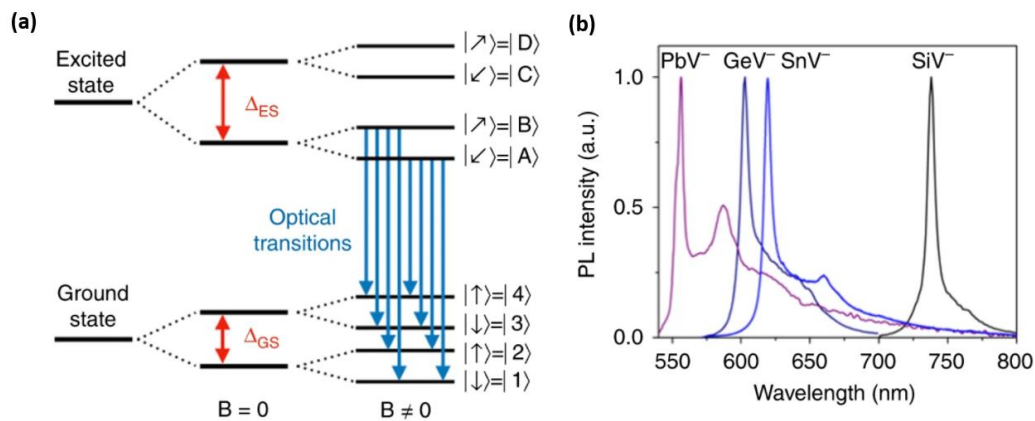 (a)
Excited
state
Δ_ES
|↗⟩=|D⟩
|↙⟩=|C⟩
|↗⟩=|B⟩
|↙⟩=|A⟩
Optical
transitions
Ground
state
Δ_GS
|↑⟩=|4⟩
|↓⟩=|3⟩
|↑⟩=|2⟩
|↓⟩=|1⟩
B = 0
B ≠ 0
(b)
PbV⁻ GeV⁻ SnV⁻ SiV⁻
PL intensity (a.u.)
1.0
0.5
0.0
550 600 650 700 750 800
Wavelength (nm)